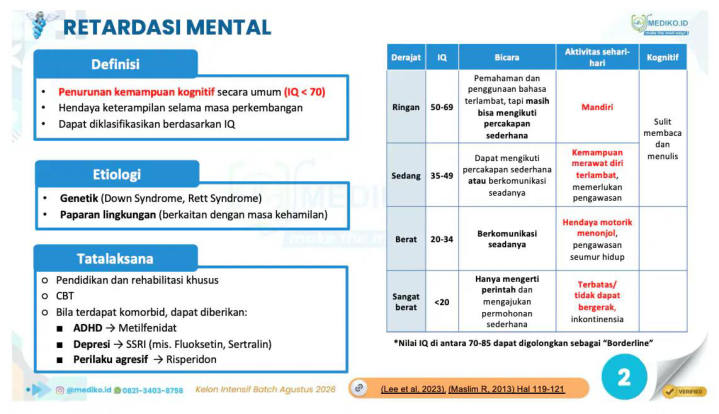 RETARDASI MENTAL
MEDIKO.ID
Definisi
• Penurunan kemampuan kognitif secara umum (IQ < 70)
• Hendaya keterampilan selama masa perkembangan
• Dapat diklasifikasikan berdasarkan IQ
Etiologi
• Genetik (Down Syndrome, Rett Syndrome)
• Paparan lingkungan (berkaitan dengan masa kehamilan)
Tatalaksana
o Pendidikan dan rehabilitasi khusus
o CBT
o Bila terdapat komorbid, dapat diberikan:
■ ADHD → Metilfenidat
■ Depresi → SSRI (mis. Fluoksetin, Sertralin)
■ Perilaku agresif → Risperidon
Derajat IQ Bicara Aktivitas sehari-
hari Kognitif
Ringan 50-69
Pemahaman dan
penggunaan bahasa
terlambat, tapi masih
bisa mengikuti
percakapan
sederhana
Mandiri
Sulit
membaca
dan
menulis
Sedang 35-49
Dapat mengikuti
percakapan sederhana
atau berkomunikasi
seadanya
Kemampuan
merawat diri
terlambat,
memerlukan
pengawasan
Berat 20-34
Berkomunikasi
seadanya
Hendaya motorik
menonjol,
pengawasan
seumur hidup
Sangat
berat
<20
Hanya mengerti
perintah dan
mengajukan
permohonan
sederhana
Terbatas/
tidak dapat
bergerak,
inkontinensia
*Nilai IQ di antara 70-85 dapat digolongkan sebagai “Borderline”
@mediko.id 0821-3403-8758 Kelon Intensif Batch Agustus 2026
(Lee et al, 2023), (Maslim R, 2013) Hal 119-121
2
VERIFIED